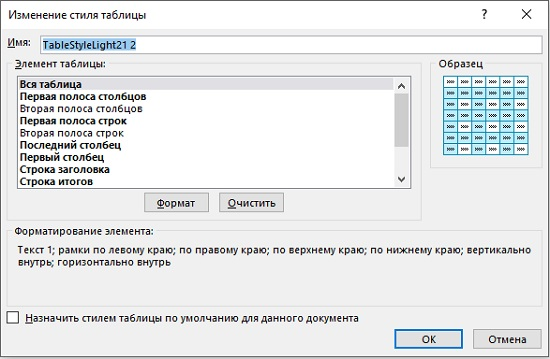 Изменение стиля таблицы ? ×
Имя: TableStyleLight21 2
Элемент таблицы:
Образец
Вся таблица
Первая полоса столбцов
Вторая полоса столбцов
Первая полоса строк
Вторая полоса строк
Последний столбец
Первый столбец
Строка заголовка
Строка итогов
Формат Очистить
Форматирование элемента:
Текст 1; рамки по левому краю; по правому краю; по верхнему краю; по нижнему краю; вертикально
внутрь; горизонтально внутрь
Назначить стилем таблицы по умолчанию для данного документа
ОК Отмена